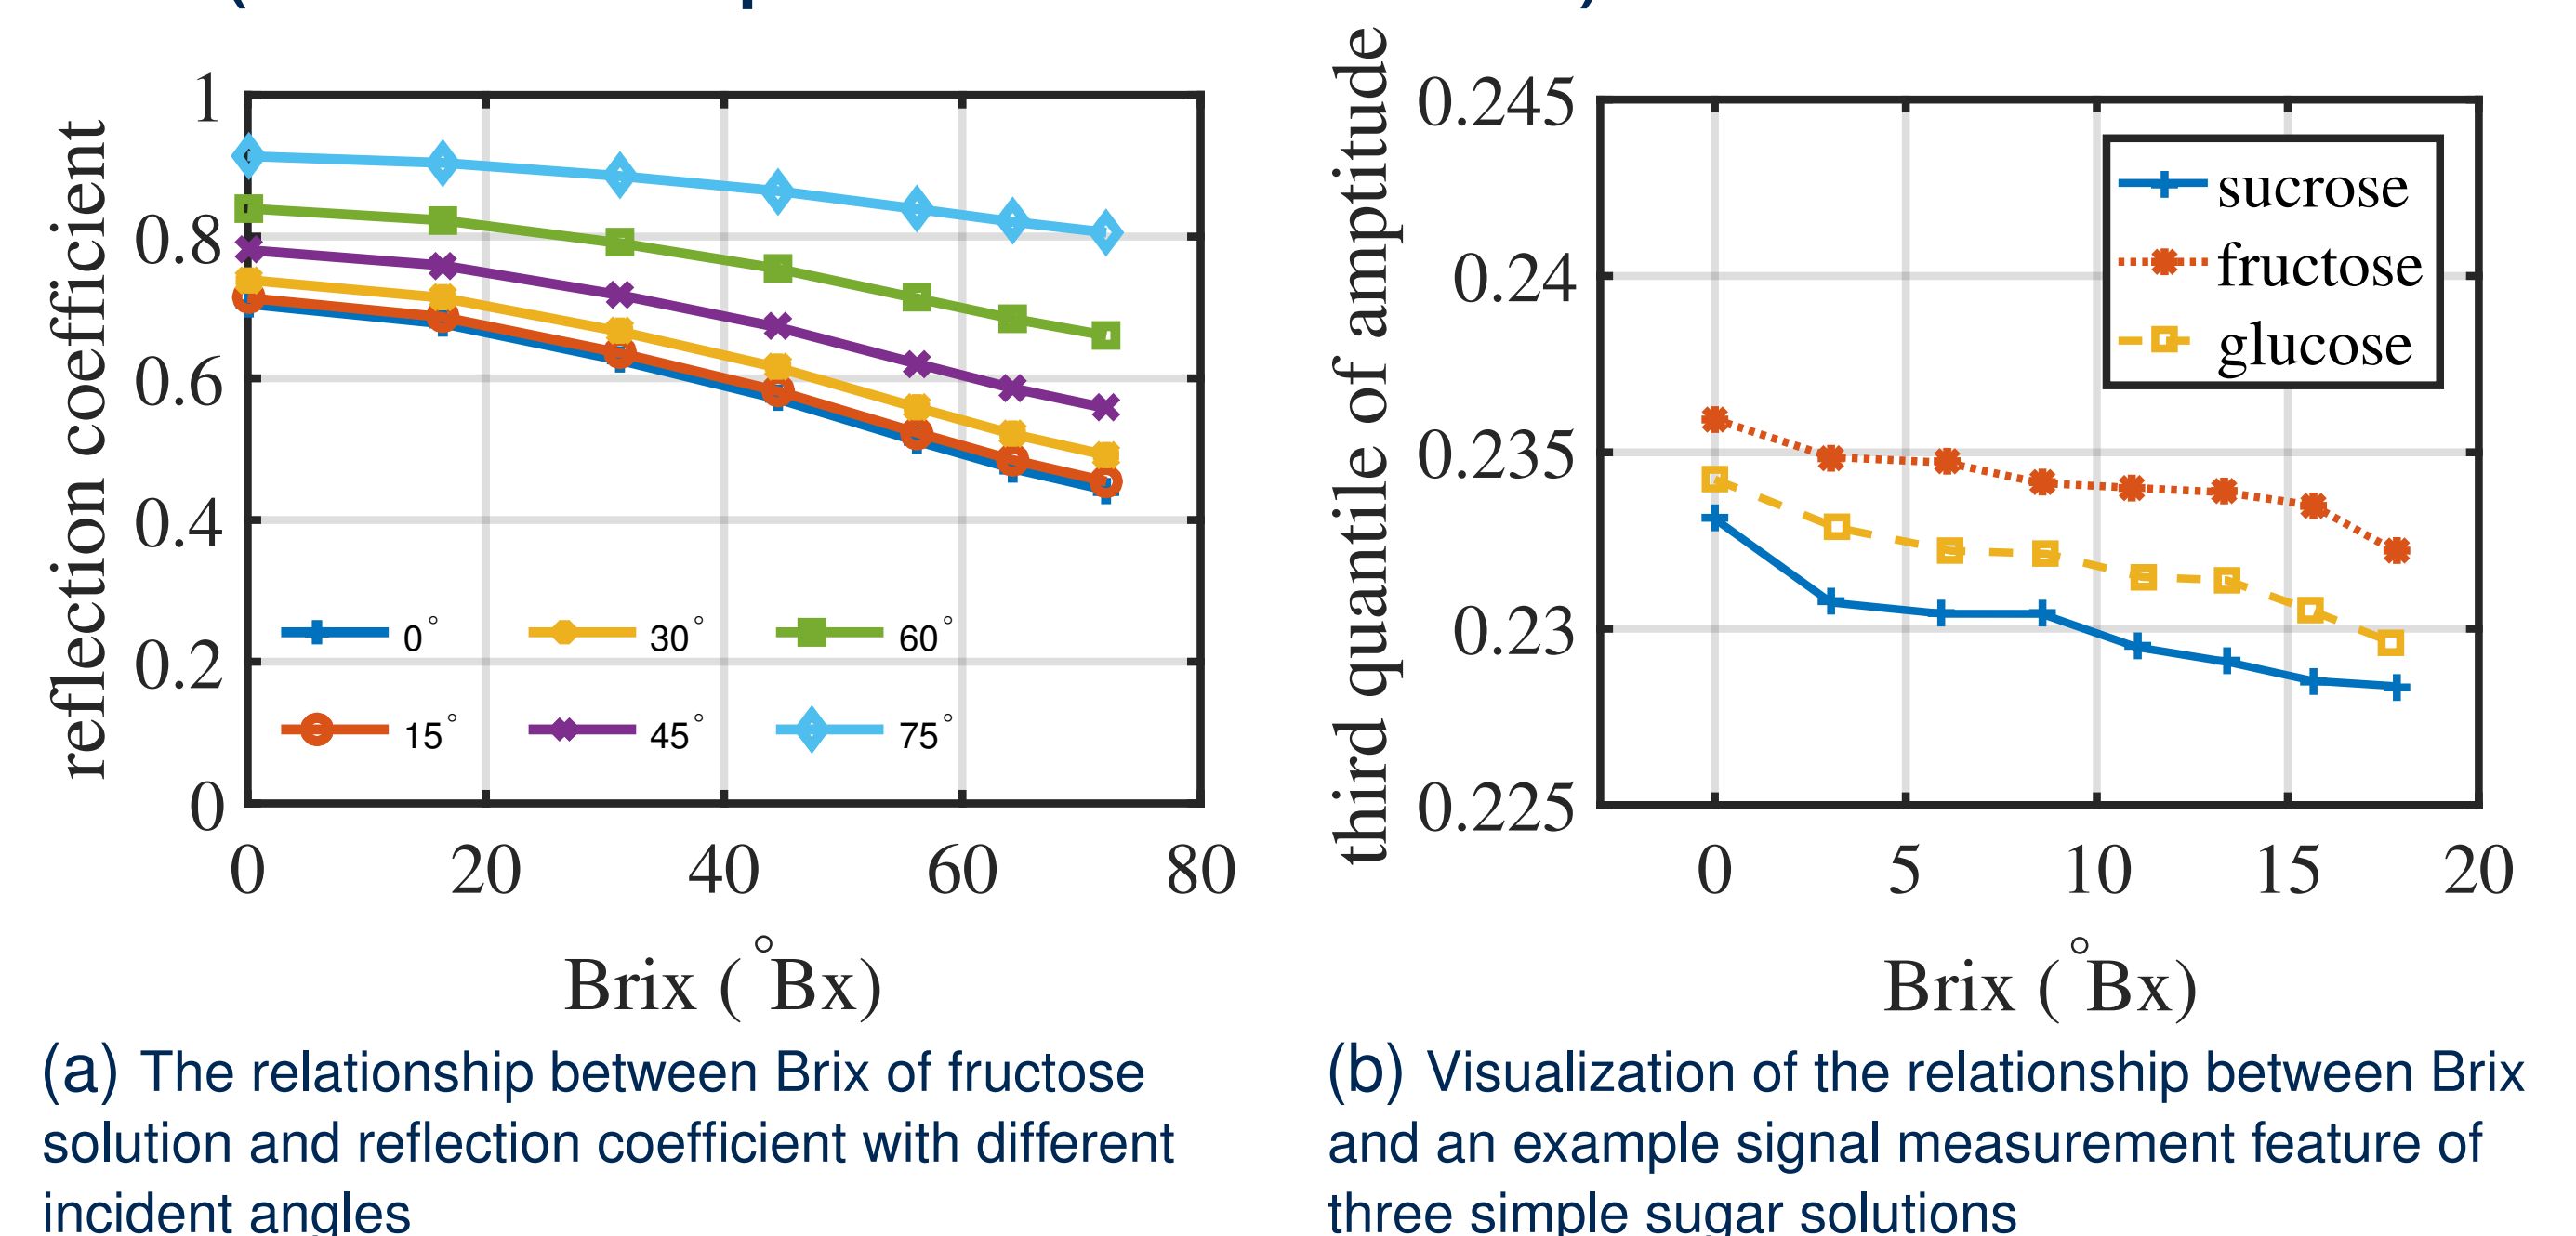 reflection coefficient
1
0.8
0.6
0.4
0.2
0
0 20 40 60 80
Brix (°Bx)
0° 30° 60°
15° 45° 75°
(a) The relationship between Brix of fructose
solution and reflection coefficient with different
incident angles
third quantile of amptitude
0.245
0.24
0.235
0.23
0.225
0 5 10 15 20
Brix (°Bx)
sucrose
fructose
glucose
(b) Visualization of the relationship between Brix
and an example signal measurement feature of
three simple sugar solutions